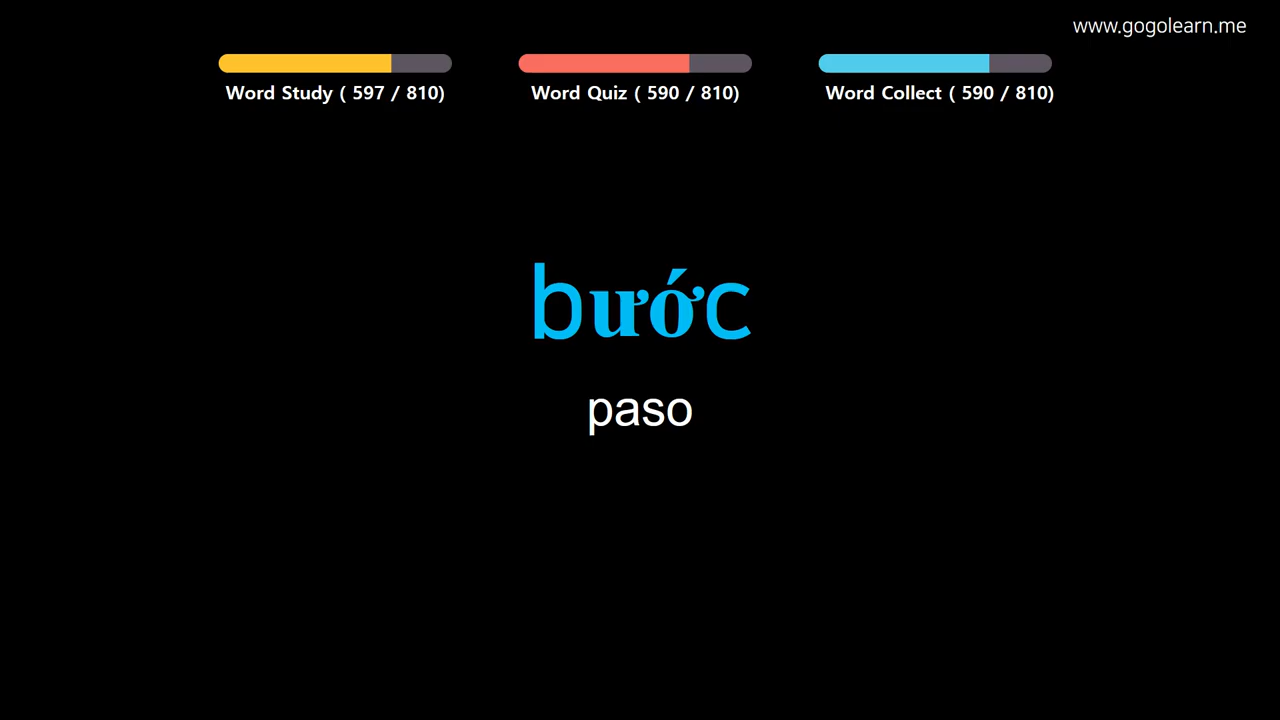 www.gogolearn.me
Word Study ( 597 / 810)
Word Quiz ( 590 / 810)
Word Collect ( 590 / 810)
bước
paso